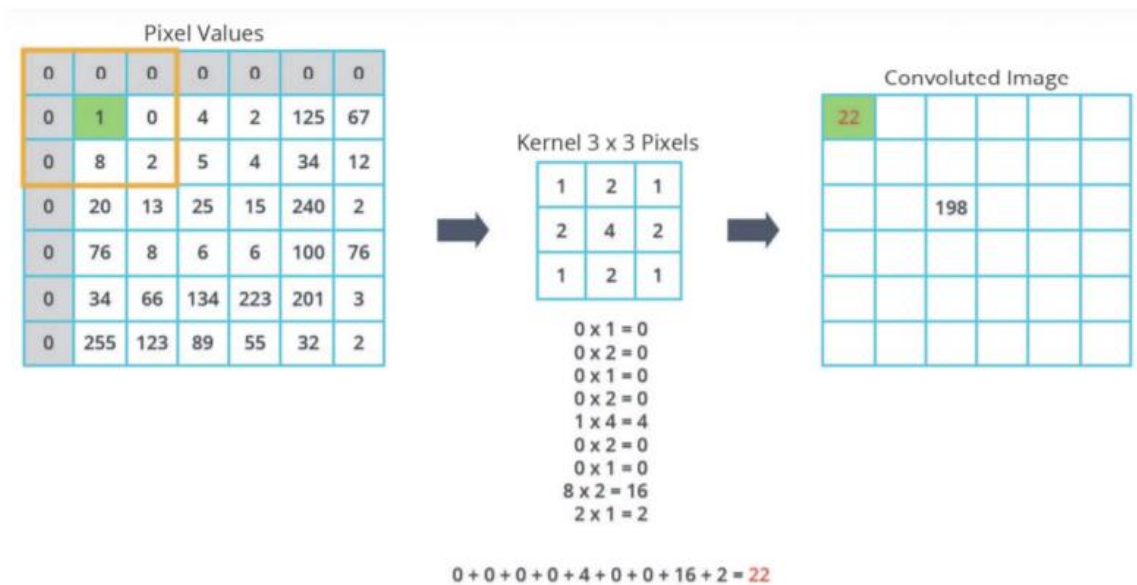 Pixel Values
0 0 0 0 0 0 0
0 1 0 4 2 125 67
0 8 2 5 4 34 12
0 20 13 25 15 240 2
0 76 8 6 6 100 76
0 34 66 134 223 201 3
0 255 123 89 55 32 2
Kernel 3 x 3 Pixels
1 2 1
2 4 2
1 2 1
0 x 1 = 0
0 x 2 = 0
0 x 1 = 0
0 x 2 = 0
1 x 4 = 4
0 x 2 = 0
0 x 1 = 0
8 x 2 = 16
2 x 1 = 2
0 + 0 + 0 + 0 + 4 + 0 + 0 + 16 + 2 = 22
Convoluted Image
22
198